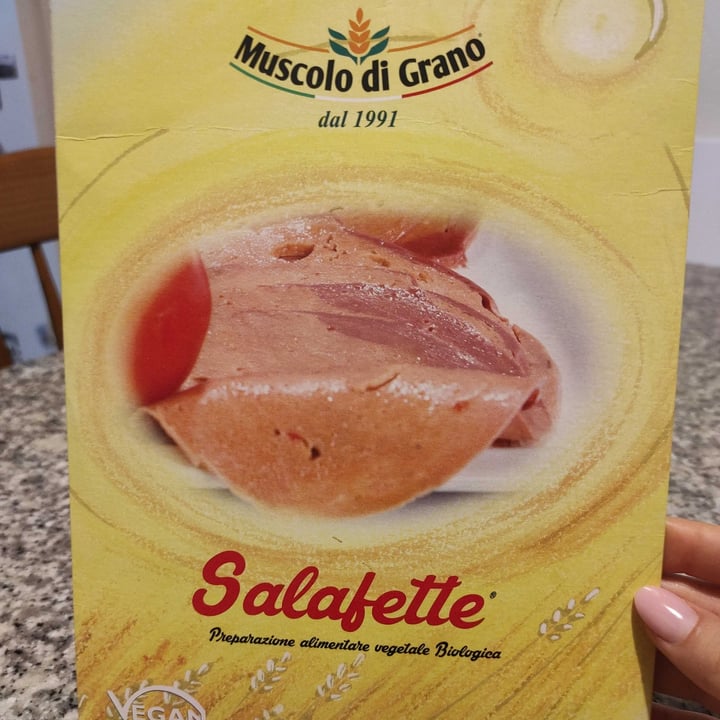 Muscolo di Grano®
dal 1991
Salafette®
Preparazione alimentare vegetale Biologica
VEGAN